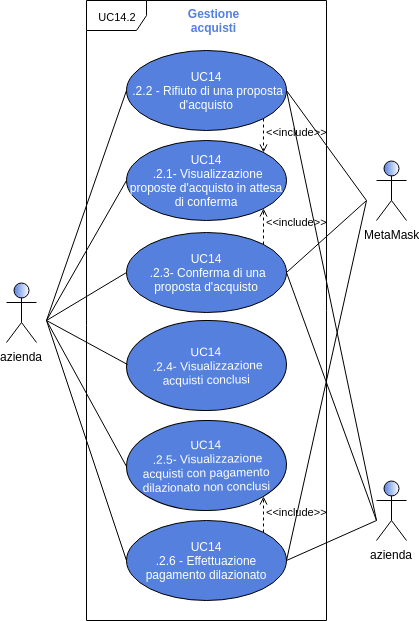 UC14.2
Gestione
acquisti
UC14
.2.2 - Rifiuto di una proposta
d'acquisto
<<include>>
UC14
.2.1- Visualizzazione
proposte d'acquisto in attesa
di conferma
MetaMask
<<include>>
UC14
.2.3- Conferma di una
proposta d'acquisto
azienda
UC14
.2.4- Visualizzazione
acquisti conclusi
UC14
.2.5- Visualizzazione
acquisti con pagamento
dilazionato non conclusi
<<include>>
UC14
.2.6 - Effettuazione
pagamento dilazionato
azienda